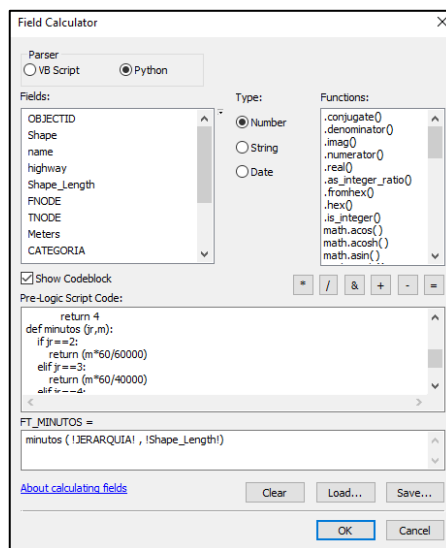 Field Calculator
Parser
VB Script Python
Fields: Type: Functions:
OBJECTID
Shape
name
highway
Shape_Length
FNODE
TNODE
Meters
CATEGORIA
Number
String
Date
.conjugate()
.denominator()
.imag()
.numerator()
.real()
.as_integer_ratio()
.fromhex()
.hex()
.is_integer()
math.acos( )
math.acosh( )
math.asin( )
Show Codeblock
* / & + - =
Pre-Logic Script Code:
return 4
def minutos (jr,m):
if jr==2:
return (m*60/60000)
elif jr==3:
return (m*60/40000)
elif jr==4:
FT_MINUTOS =
minutos ( !JERARQUIA! , !Shape_Length!)
About calculating fields Clear Load... Save...
OK Cancel